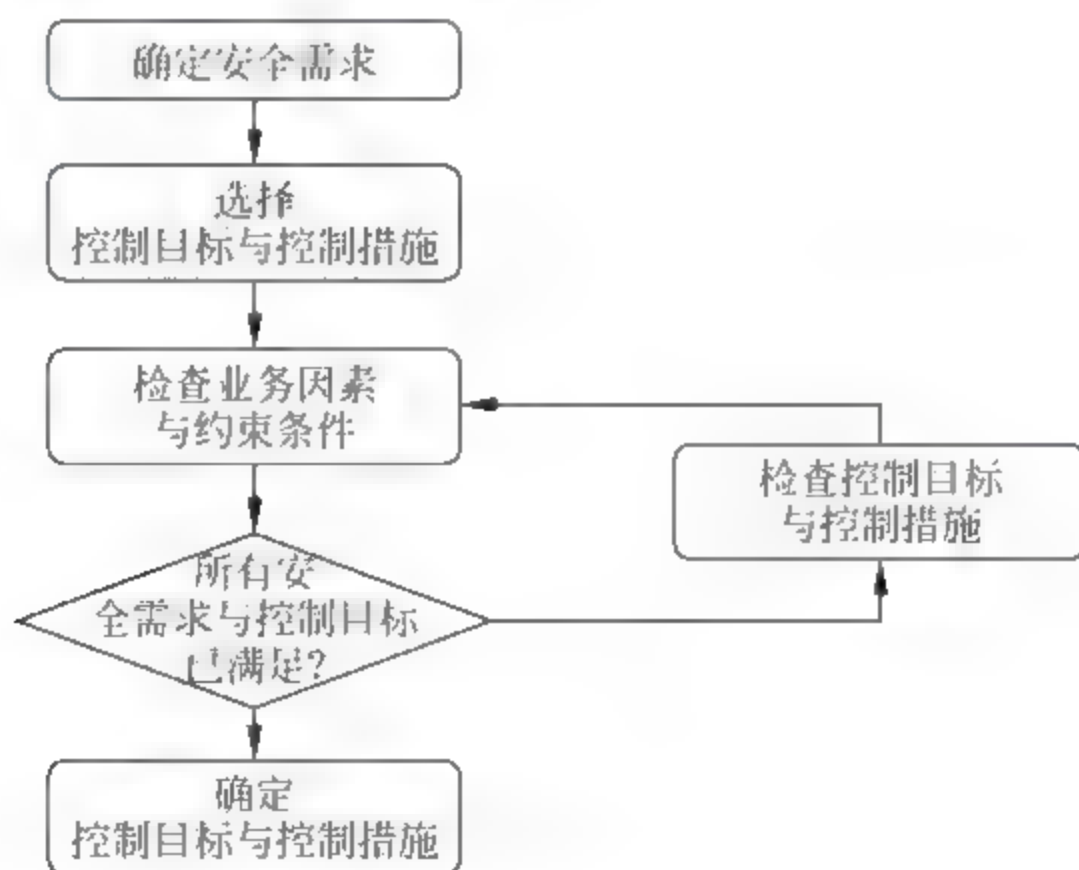 确定安全需求
选择
控制目标与控制措施
检查业务因素
与约束条件
检查控制目标
与控制措施
所有安
全需求与控制目标
已满足?
确定
控制目标与控制措施